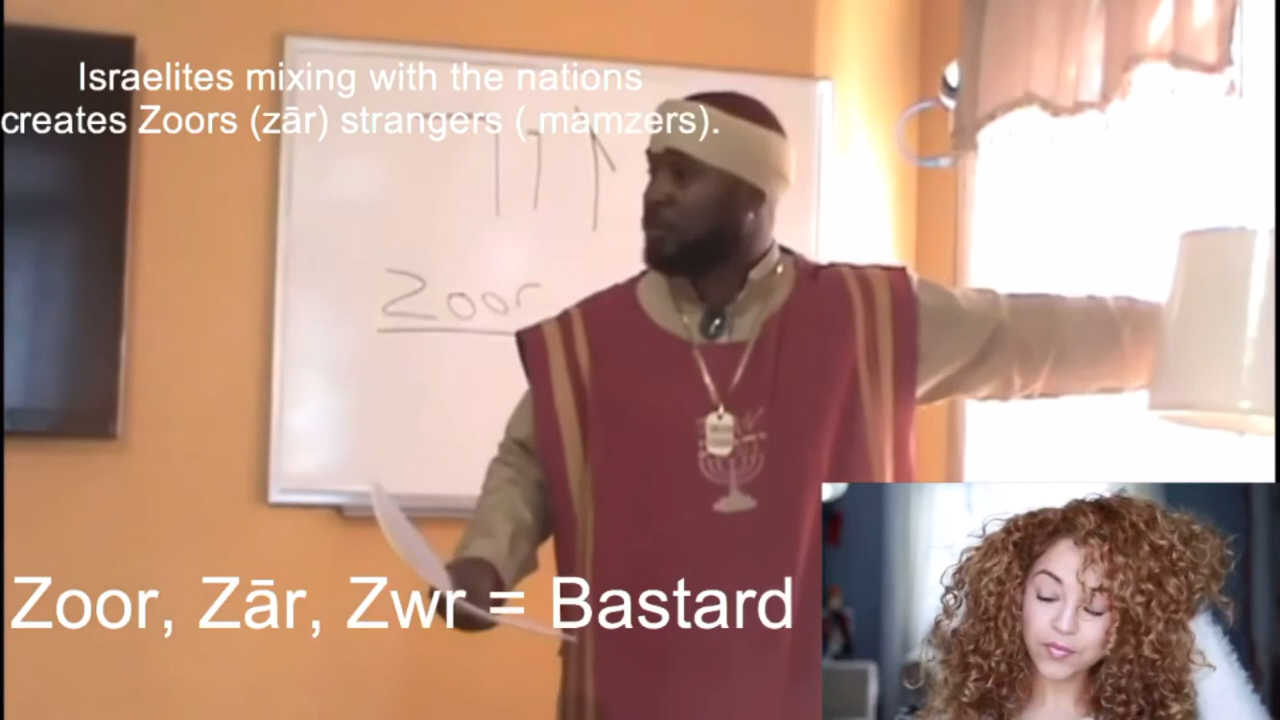 Israelites mixing with the nations
creates Zoors (zār) strangers ( mamzers).
Zoor
Zoor, Zār, Zwr = Bastard